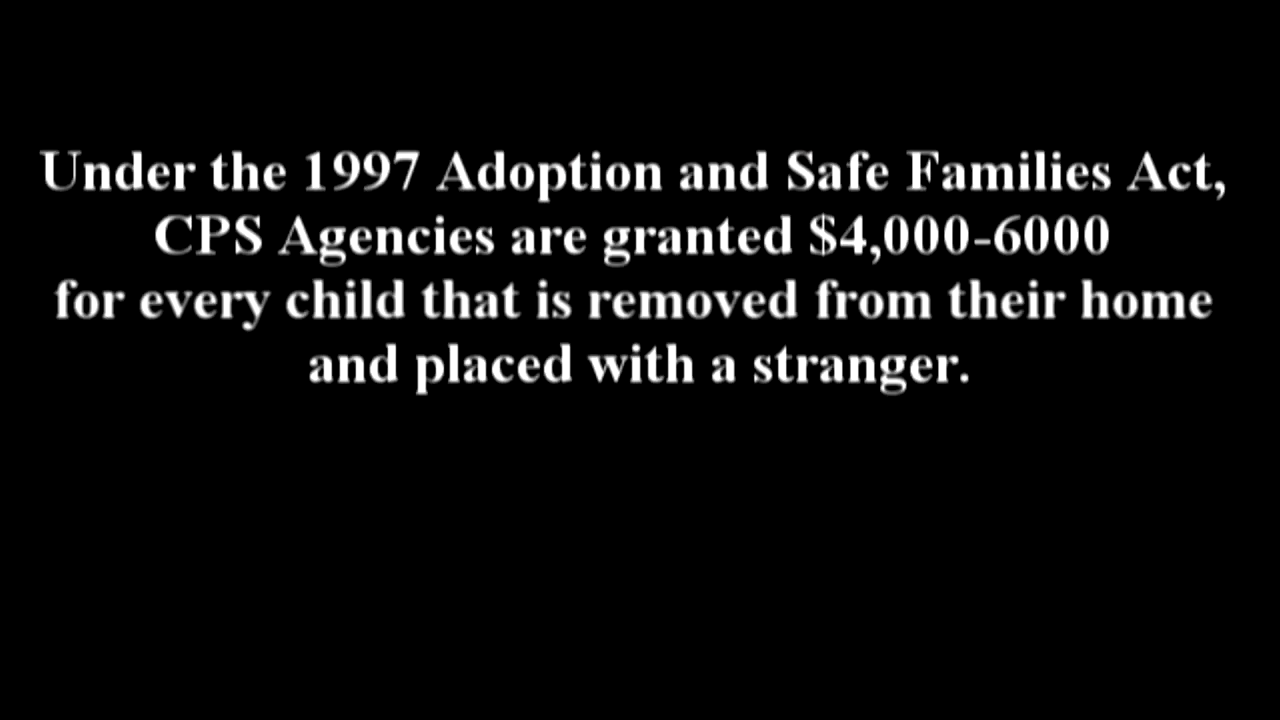 Under the 1997 Adoption and Safe Families Act,
CPS Agencies are granted $4,000-6000
for every child that is removed from their home
and placed with a stranger.